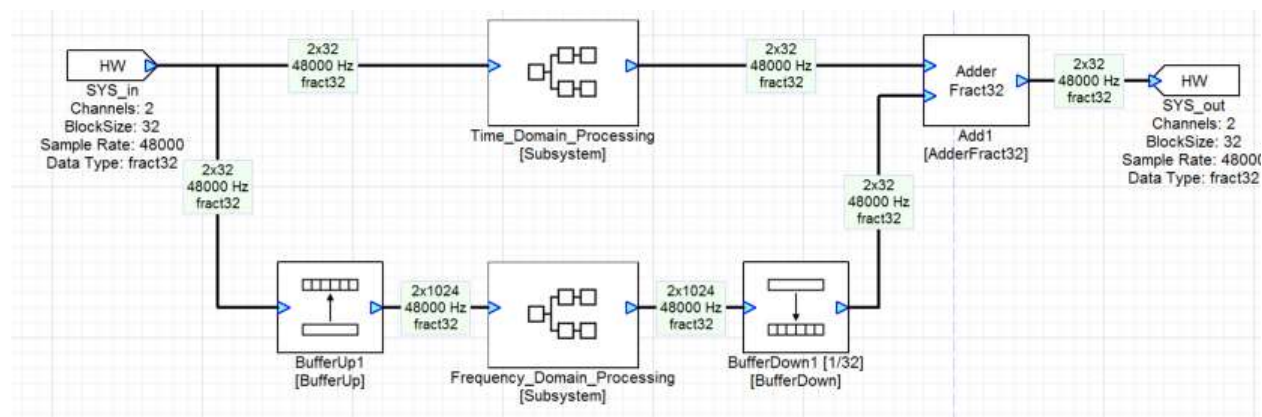 HW
SYS_in
Channels: 2
BlockSize: 32
Sample Rate: 48000
Data Type: fract32
2x32
48000 Hz
fract32
Time_Domain_Processing
[Subsystem]
2x32
48000 Hz
fract32
Adder
Fract32
Add1
[AdderFract32]
2x32
48000 Hz
fract32
HW
SYS_out
Channels: 2
BlockSize: 32
Sample Rate: 48000
Data Type: fract32
2x32
48000 Hz
fract32
2x32
48000 Hz
fract32
BufferUp1
[BufferUp]
2x1024
48000 Hz
fract32
Frequency_Domain_Processing
[Subsystem]
2x1024
48000 Hz
fract32
BufferDown1 [1/32]
[BufferDown]